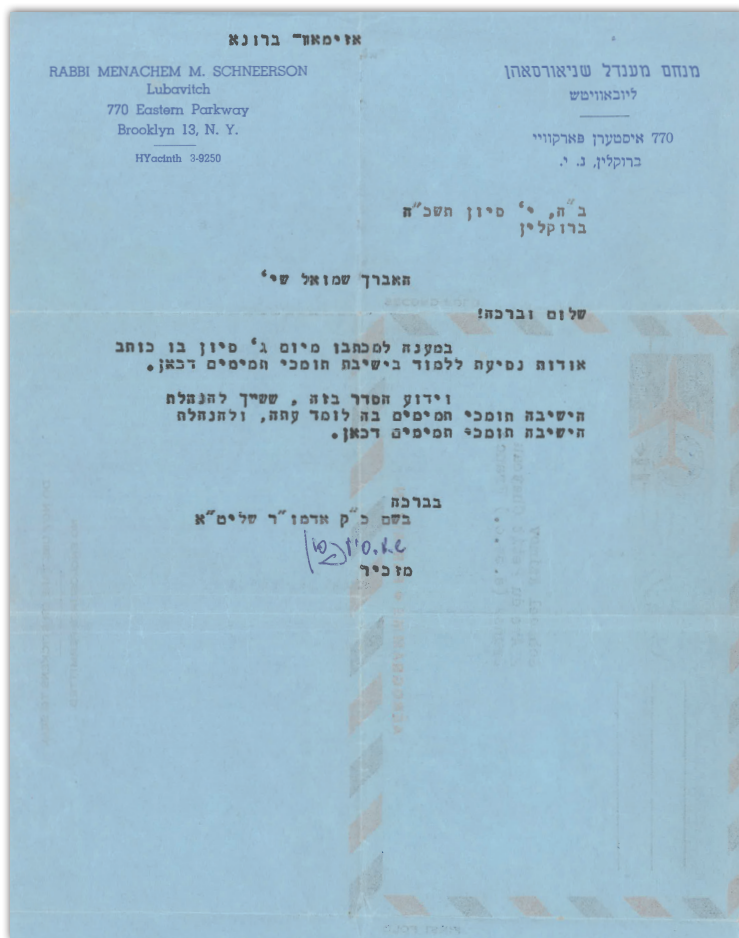 אזימאור ברונא
RABBI MENACHEM M. SCHNEERSON
Lubavitch
770 Eastern Parkway
Brooklyn 13, N. Y.
HYacinth 3-9250
מנחם מענדל שניאורסאהן
ליובאוויטש
770 איסטערן פארקוויי
ברוקלין, נ. י.
ב"ה, י' סיון תשכ"ה
ברוקלין
האברך שמואל שי'
שלום וברכה!
במענה למכתבו מיום ג' סיון בו כותב
אודות נסיעת ללמוד בישיבת תומכי תמימים דכאן.
וידוע הסדר בזה, ששייך להנהלת
הישיבה תומכי תמימים בה לומד עתה, ולהנהלת
הישיבה תומכי תמימים דכאן.
בברכה
בשם כ"ק אדמו"ר שליט"א
מזכיר